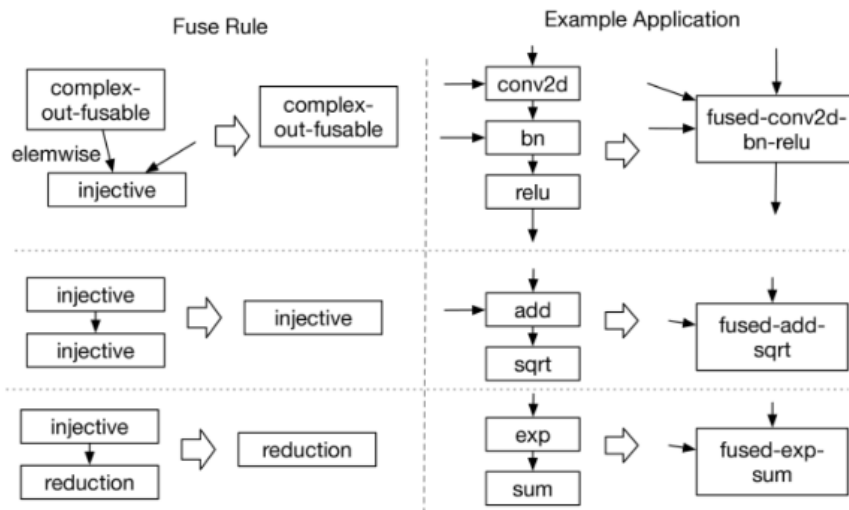 Fuse Rule
Example Application
complex-
out-fusable
elemwise
injective
complex-
out-fusable
conv2d
bn
relu
fused-conv2d-
bn-relu
injective
injective
injective
add
sqrt
fused-add-
sqrt
injective
reduction
reduction
exp
sum
fused-exp-
sum